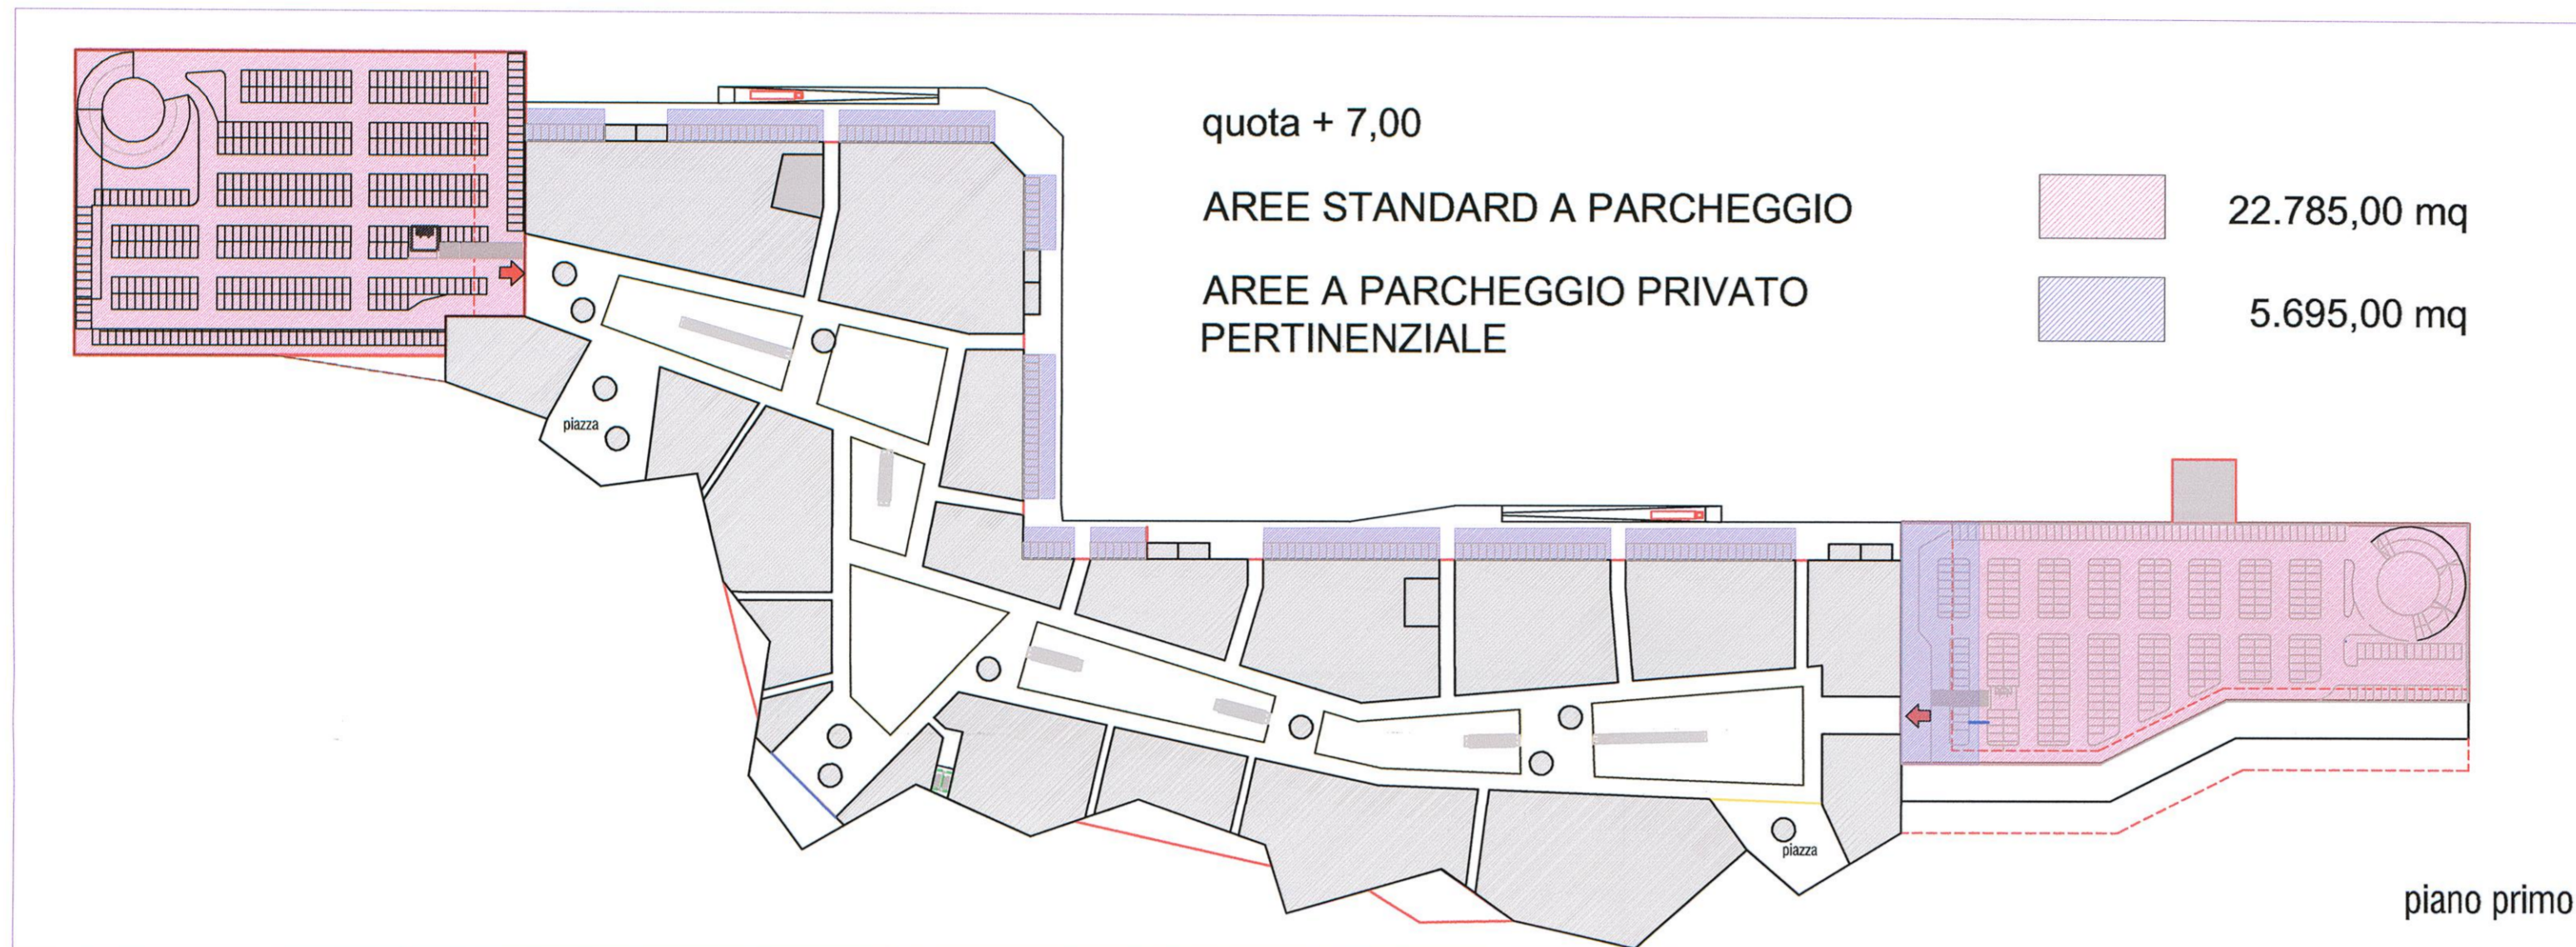 quota + 7,00
AREE STANDARD A PARCHEGGIO
22.785,00 mq
AREE A PARCHEGGIO PRIVATO
PERTINENZIALE
5.695,00 mq
piazza
piazza
piano primo